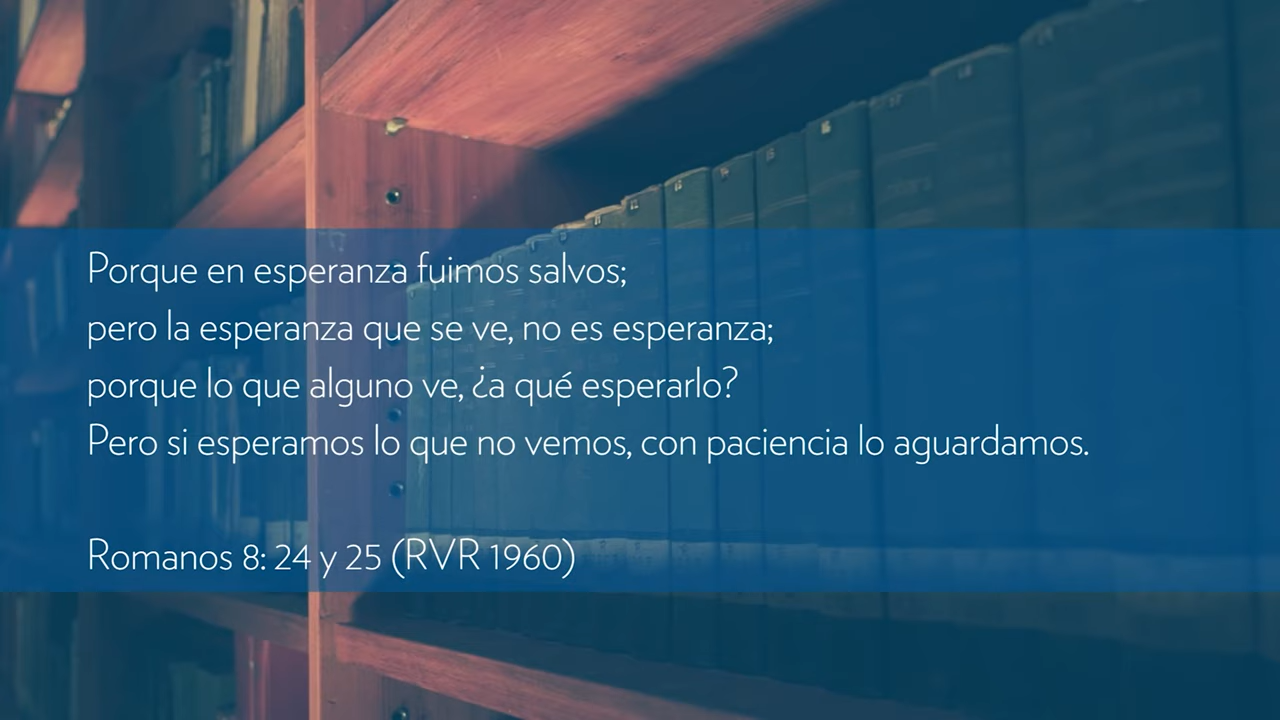 Porque en esperanza fuimos salvos;
pero la esperanza que se ve, no es esperanza;
porque lo que alguno ve, ¿a qué esperarlo?
Pero si esperamos lo que no vemos, con paciencia lo aguardamos.
Romanos 8: 24 y 25 (RVR 1960)